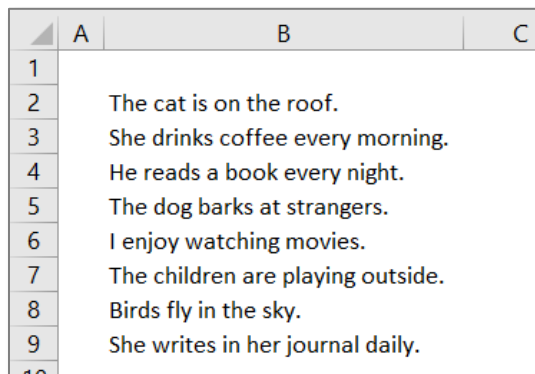 A B C
1
2 The cat is on the roof.
3 She drinks coffee every morning.
4 He reads a book every night.
5 The dog barks at strangers.
6 I enjoy watching movies.
7 The children are playing outside.
8 Birds fly in the sky.
9 She writes in her journal daily.